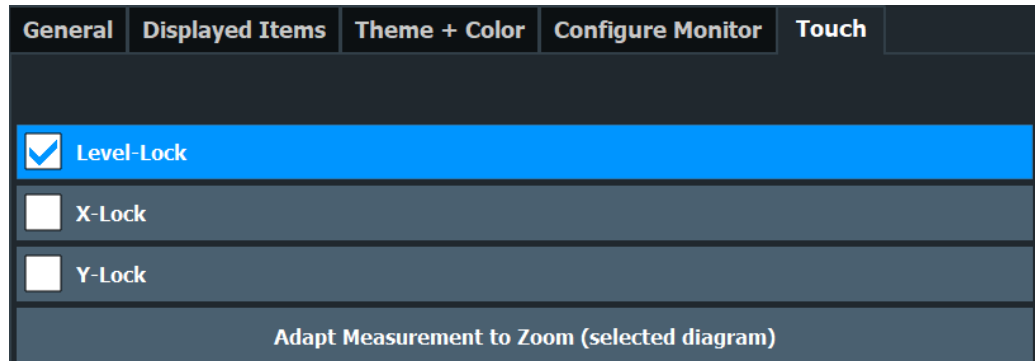 General Displayed Items Theme + Color Configure Monitor Touch
Level-Lock
X-Lock
Y-Lock
Adapt Measurement to Zoom (selected diagram)